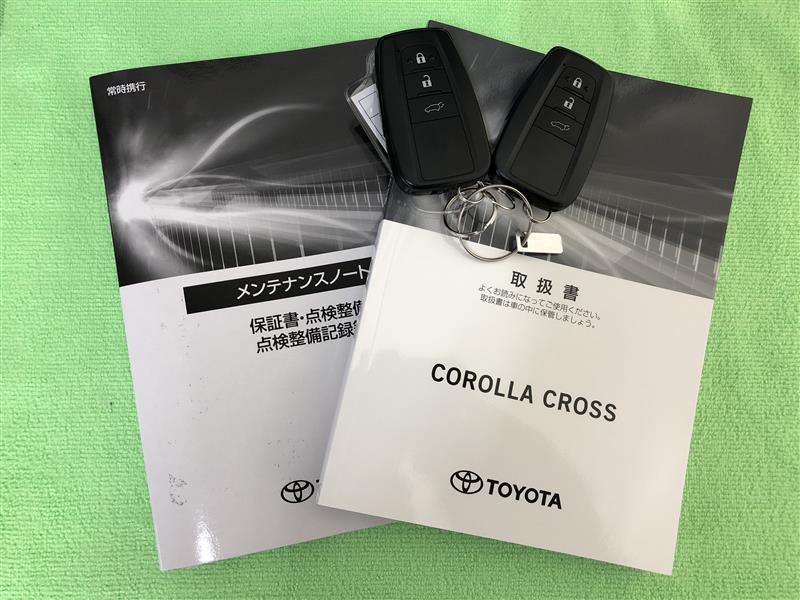 常時携行
メンテナンスノート
保証書・点検整備
点検整備記録
取扱書
よくお読みになってご使用ください。
取扱書は車の中に保管しましょう。
COROLLA CROSS
TOYOTA
T